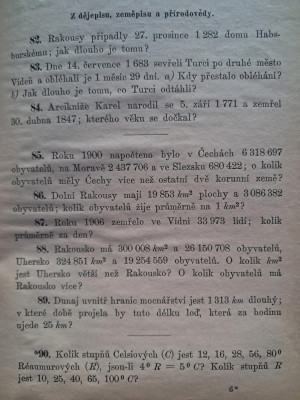 Z dějepisu, zeměpisu a přírodovědy.
82. Rakousy připadly 27. prosince 1 282 domu Habs-
burskému; jak dlouho je tomu?
83. Dne 14. července 1 683 sevřeli Turci po druhé město
Vídeň a obléhali je 1 měsíc 29 dní. a) Kdy přestalo obléhání?
b) Jak dlouho je tomu, co Turci odtáhli?
84. Arcikníže Karel narodil se 5. září 1 771 a zemřel
30. dubna 1847; kterého věku se dočkal?
85. Roku 1900 napočteno bylo v Čechách 6 318 697
obyvatelů, na Moravě 2 437 706 a ve Slezsku 680 422; o kolik
obyvatelů měly Čechy více než ostatní dvě korunní země?
86. Dolní Rakousy mají 19 853 km² plochy a 3 086 382
obyvatelů; kolik obyvatelů žije průměrně na 1 km²?
87. Roku 1906 zemřelo ve Vídni 33 973 lidí; kolik
průměrně za den?
88. Rakousko má 300 008 km² a 26 150 708 obyvatelů,
Uhersko 324 851 km² a 19 254 559 obyvatelů. O kolik km²
jest Uhersko větší než Rakousko? O kolik obyvatelů má
Rakousko více?
89. Dunaj uvnitř hranic mocnářství jest 1 313 km dlouhý;
v které době projela by tuto délku loď, která za hodinu
ujede 25 km?
*90. Kolik stupňů Celsiových (C) jest 12, 16, 28, 56, 80°
Réaumurových (R), jsou-li 4° R = 5° C? Kolik stupňů R
jest 10, 25, 40, 65, 100° C?
6*